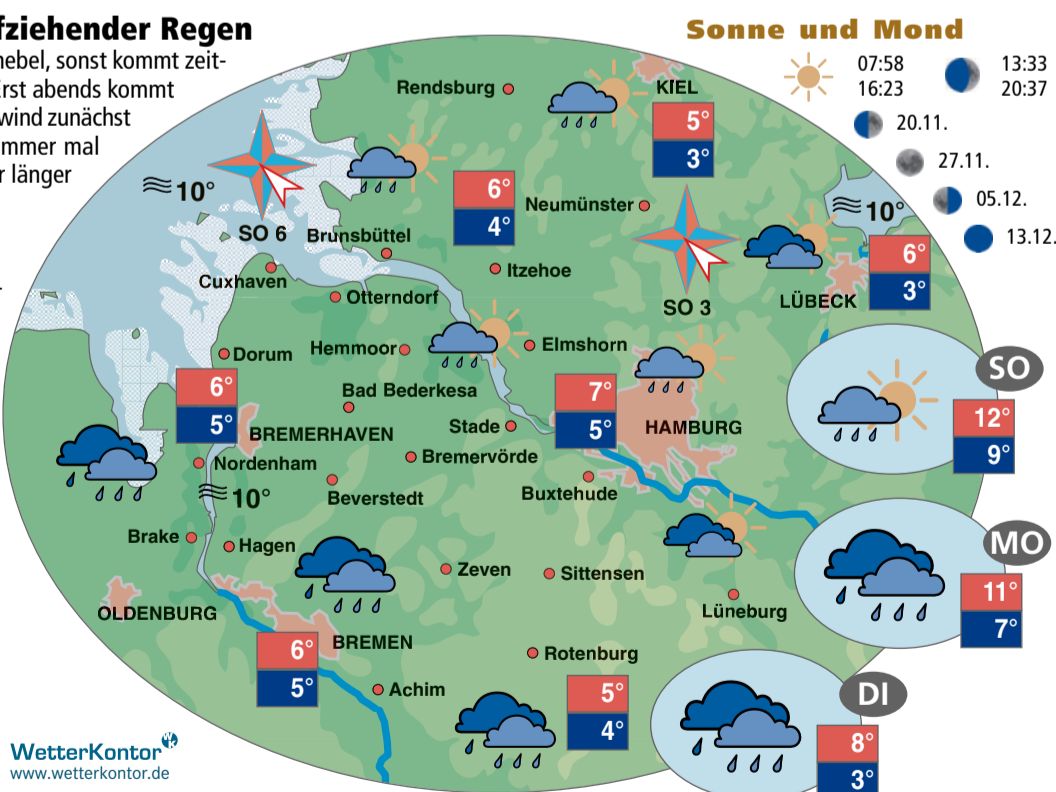 fziehender Regen
nebel, sonst kommt zeit-
Erst abends kommt
wind zunächst
mmer mal
r länger
Sonne und Mond
07:58
16:23
13:33
20:37
20.11.
27.11.
05.12.
13.12.
Rendsburg
KIEL
5°
3°
10°
SO 6
6°
4°
Neumünster
10°
Brunsbüttel
Itzehoe
SO 3
LÜBECK
6°
3°
Cuxhaven
Otterndorf
Dorum
Hemmoor
Elmshorn
SO
12°
9°
6°
5°
Bad Bederkesa
7°
5°
BREMERHAVEN
Stade
HAMBURG
Nordenham
Bremervörde
Beverstedt
Buxtehude
10°
Brake
Hagen
MO
11°
7°
Zeven
Sittensen
Lüneburg
OLDENBURG
BREMEN
6°
5°
Rotenburg
Achim
5°
4°
DI
8°
3°
WetterKontor
www.wetterkontor.de